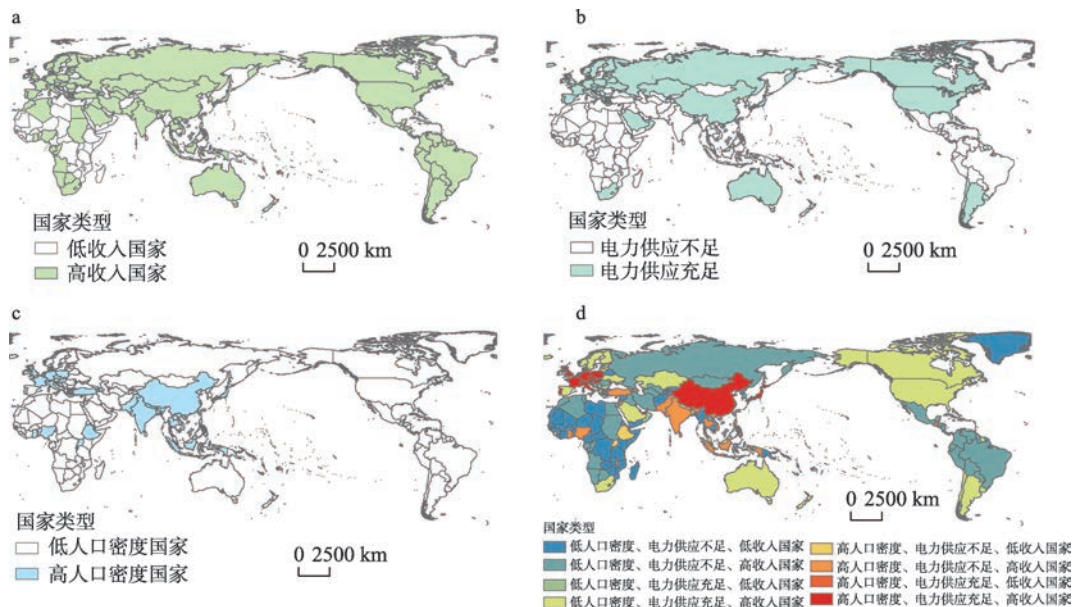 a
国家类型
低收入国家
高收入国家
0 2500 km
b
国家类型
电力供应不足
电力供应充足
0 2500 km
c
国家类型
低人口密度国家
高人口密度国家
0 2500 km
d
0 2500 km
国家类型
低人口密度、电力供应不足、低收入国家
低人口密度、电力供应不足、高收入国家
低人口密度、电力供应充足、低收入国家
低人口密度、电力供应充足、高收入国家
高人口密度、电力供应不足、低收入国家
高人口密度、电力供应不足、高收入国家
高人口密度、电力供应充足、低收入国家
高人口密度、电力供应充足、高收入国家